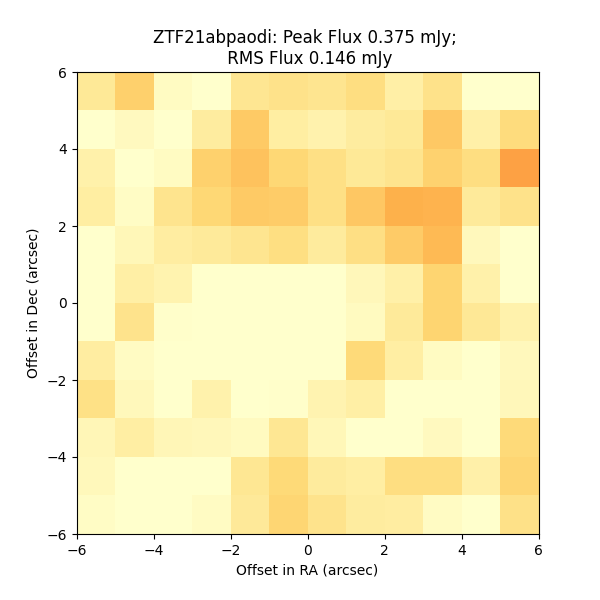 ZTF21abpaodi: Peak Flux 0.375 mJy;
RMS Flux 0.146 mJy
6
4
2
0
−2
−4
−6
Offset in Dec (arcsec)
−6 −4 −2 0 2 4 6
Offset in RA (arcsec)